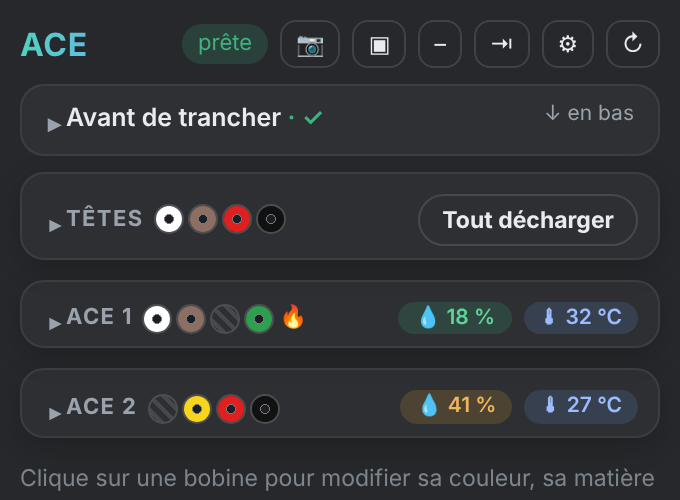 ACE prête
Avant de trancher · ✓ ↓ en bas
TÊTES Tout décharger
ACE 1 18 % 32 °C
ACE 2 41 % 27 °C
Clique sur une bobine pour modifier sa couleur, sa matière